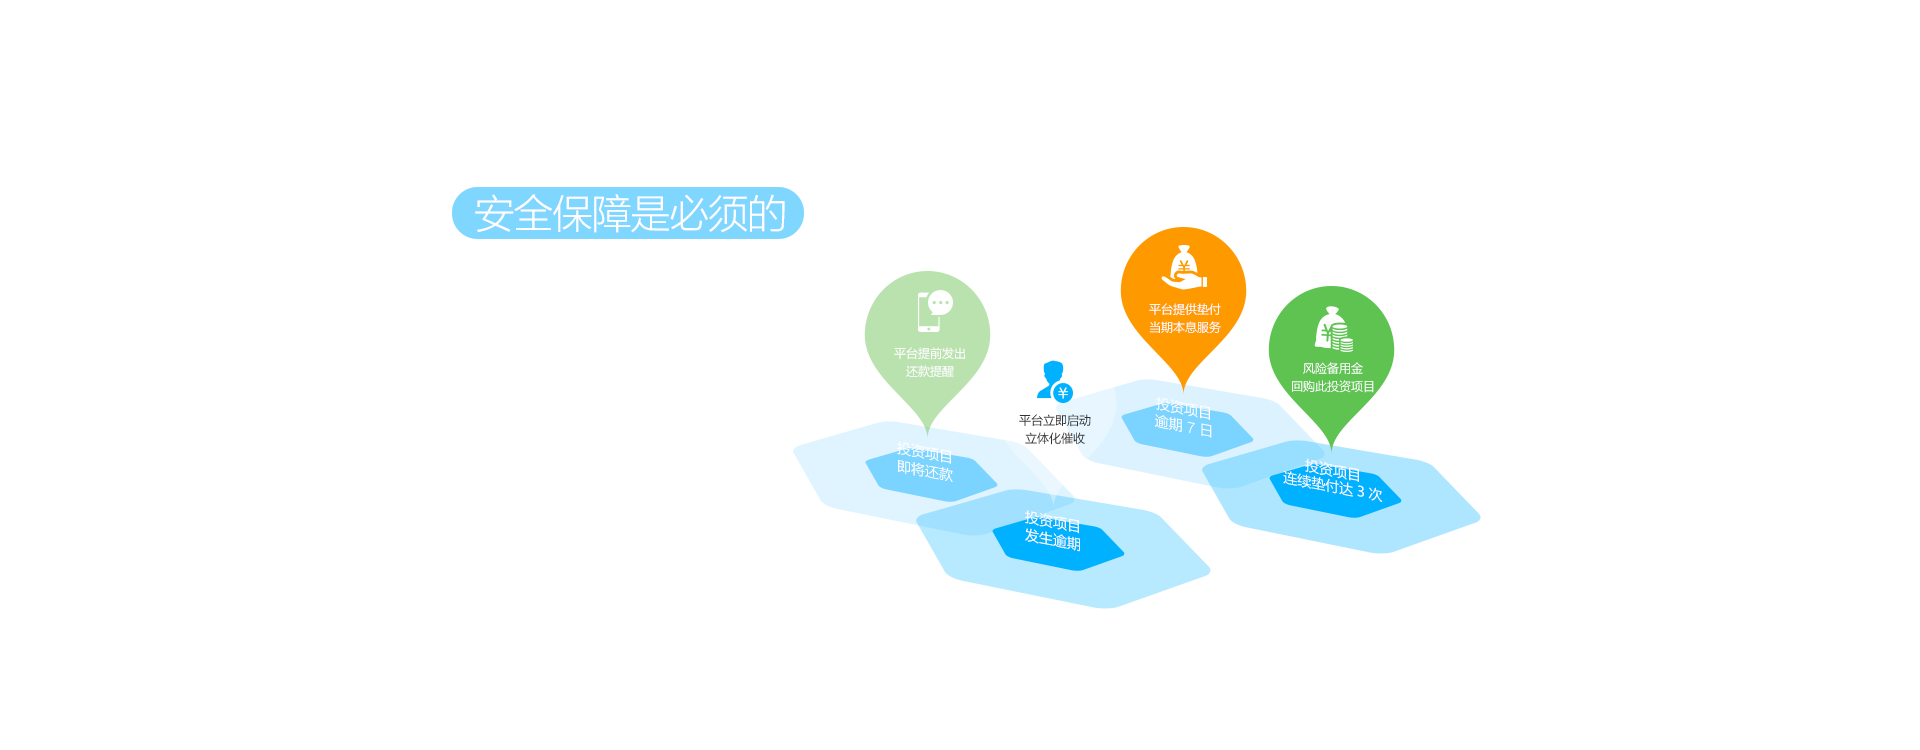 安全保障是必须的
平台提前发出
还款提醒
投资项目
即将还款
平台立即启动
立体化催收
投资项目
发生逾期
平台提供垫付
当期本息服务
投资项目
逾期 7 日
风险备用金
回购此投资项目
投资项目
连续垫付达 3 次